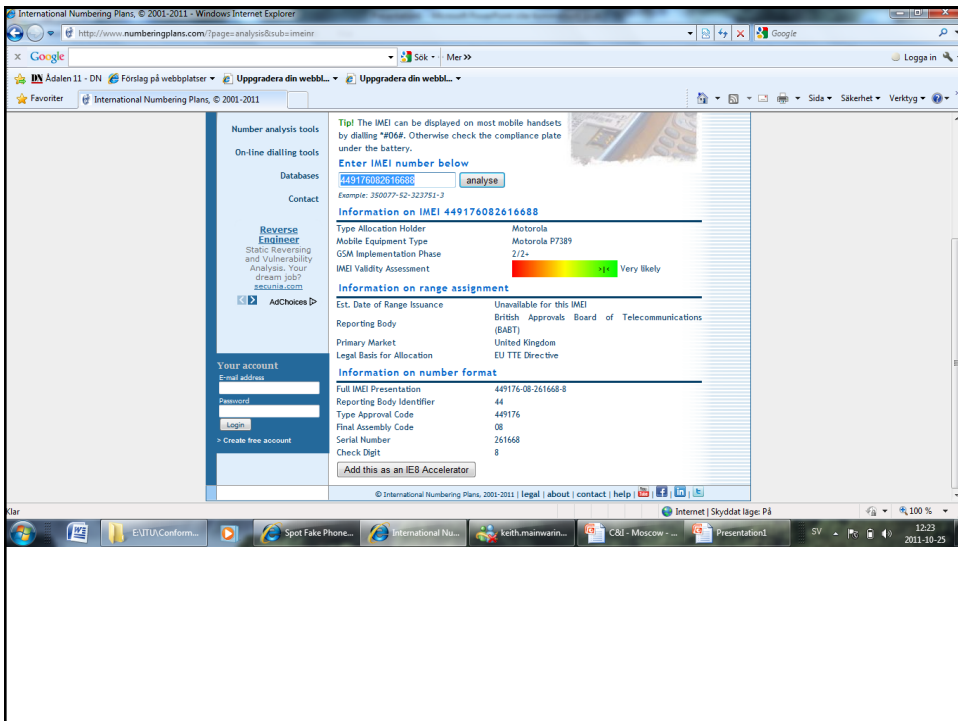 International Numbering Plans, © 2001-2011 - Windows Internet Explorer
http://www.numberingplans.com/?page=analysis&sub=imeinr
Google
x Google
Sök
Mer »
Logga in
DN Ådalen 11 - DN
Förslag på webbplatser
Uppgradera din webbl...
Uppgradera din webbl...
Favoriter
International Numbering Plans, © 2001-2011
Sida
Säkerhet
Verktyg
Number analysis tools
On-line dialling tools
Databases
Contact
Reverse
Engineer
Static Reversing
and Vulnerability
Analysis. Your
dream job?
secunia.com
AdChoices
Your account
E-mail address
Password
Login
> Create free account
Tip! The IMEI can be displayed on most mobile handsets
by dialling *#06#. Otherwise check the compliance plate
under the battery.
Enter IMEI number below
449176082616688 analyse
Example: 350077-52-323751-3
Information on IMEI 449176082616688
Type Allocation Holder Motorola
Mobile Equipment Type Motorola P7389
GSM Implementation Phase 2/2+
IMEI Validity Assessment >|< Very likely
Information on range assignment
Est. Date of Range Issuance Unavailable for this IMEI
Reporting Body British Approvals Board of Telecommunications
(BABT)
Primary Market United Kingdom
Legal Basis for Allocation EU TTE Directive
Information on number format
Full IMEI Presentation 449176-08-261668-8
Reporting Body Identifier 44
Type Approval Code 449176
Final Assembly Code 08
Serial Number 261668
Check Digit 8
Add this as an IE8 Accelerator
© International Numbering Plans, 2001-2011 | legal | about | contact | help |
Klar
Internet | Skyddat läge: På
100 %
E:\ITU\Conform...
Spot Fake Phone...
International Nu...
keith.mainwarin...
C&I - Moscow - ...
Presentation1
SV
12:23
2011-10-25